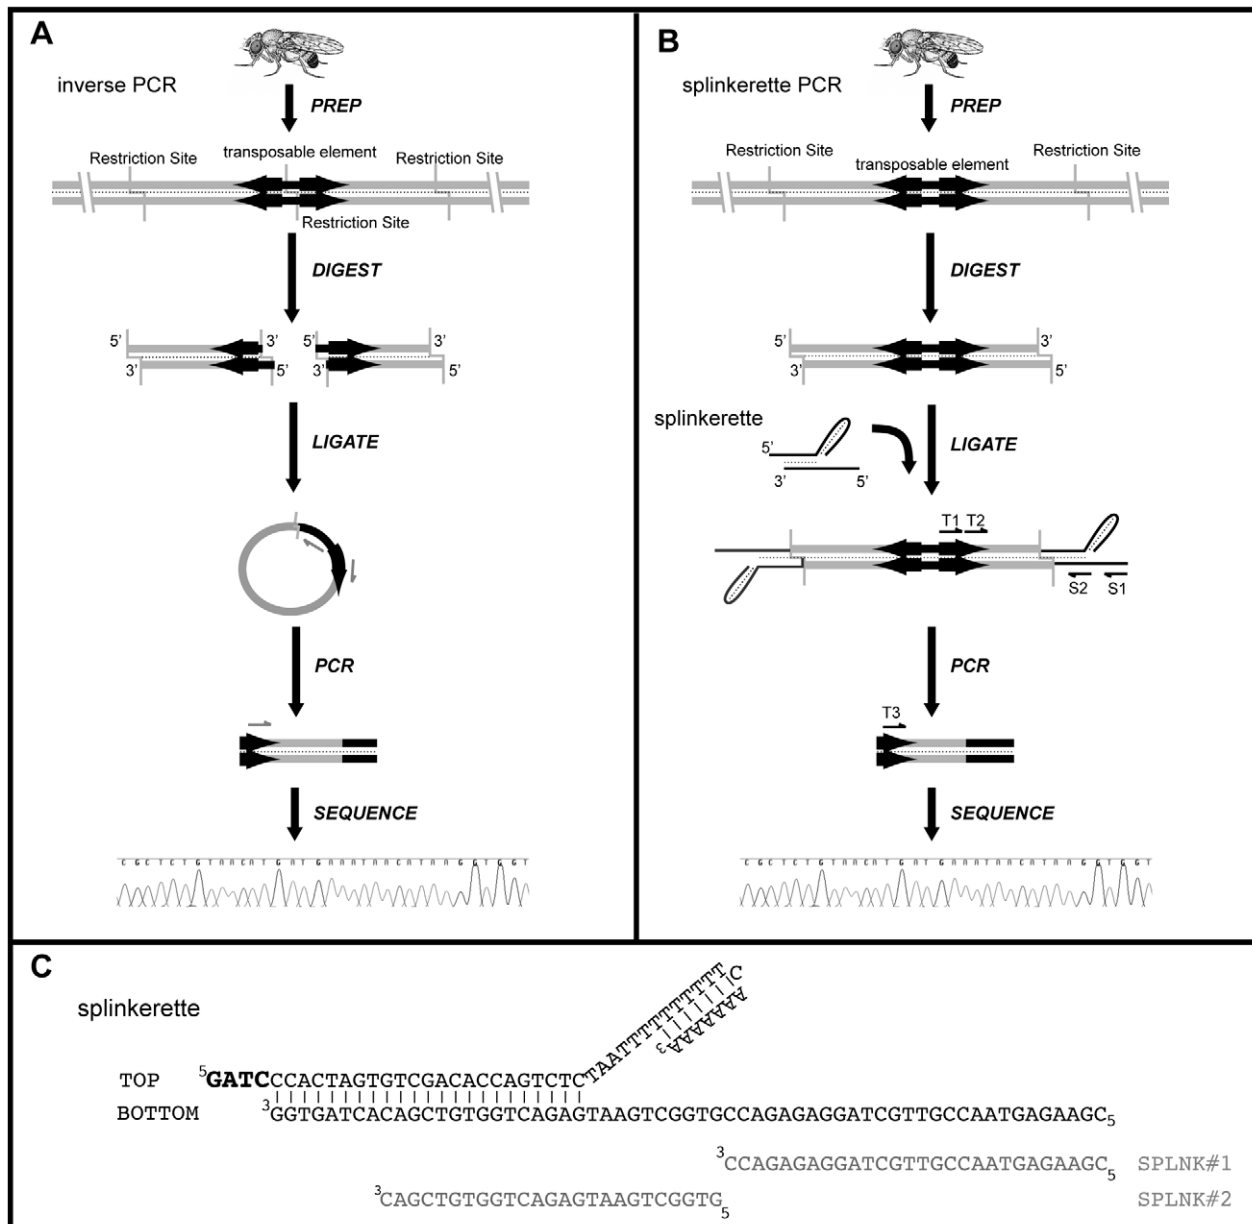 A
inverse PCR
PREP
Restriction Site
transposable element
Restriction Site
Restriction Site
DIGEST
5’ 3’ 5’ 3’
3’ 5’ 3’ 5’
LIGATE
PCR
SEQUENCE
C G C T C T G T A A C A T G A T G A A A T A A C A T A A G G T G G T
B
splinkerette PCR
PREP
Restriction Site
transposable element
Restriction Site
DIGEST
5’ 3’
3’ 5’
splinkerette
5’
3’ 5’
LIGATE
T1 T2
S2 S1
PCR
T3
SEQUENCE
C
splinkerette
TOP 5GATCCCACTAGTGTCGACACCAGTCTCTAATTTTTTTTTTCAAAAAAA3
BOTTOM 3GGTGATCACAGCTGTGGTCAGAGTAAGTCGGTGCCAGAGAGGATCGTTGCCAATGAGAAGC5
3CCAGAGAGGATCGTTGCCAATGAGAAGC5 SPLNK#1
3CAGCTGTGGTCAGAGTAAGTCGGTG5 SPLNK#2